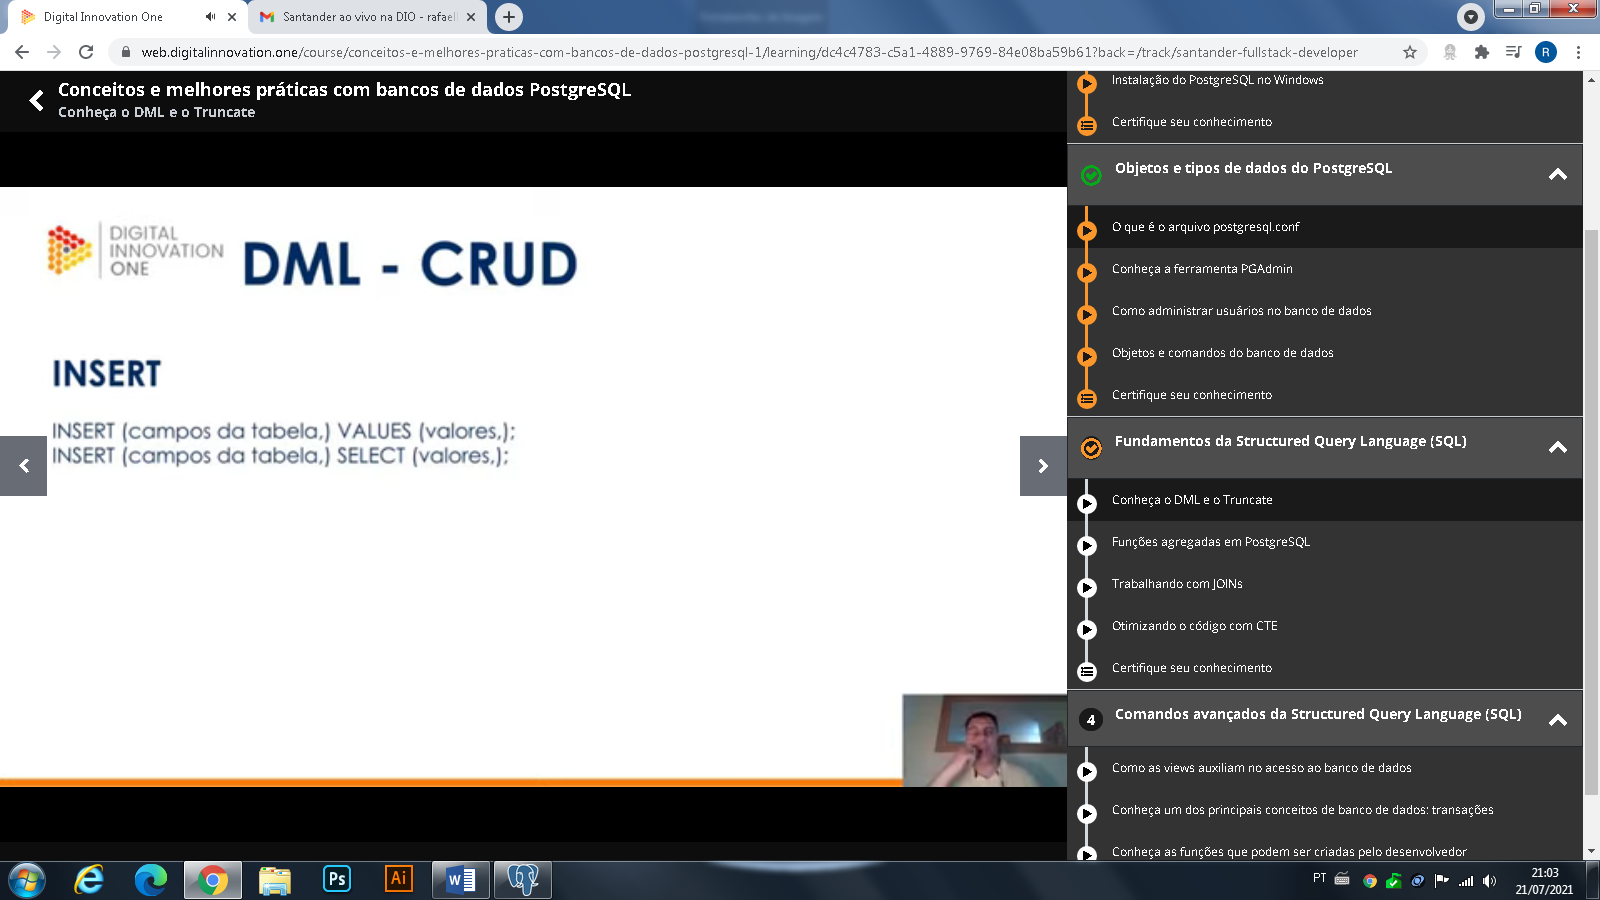 Digital Innovation One
Santander ao vivo na DIO - rafael
web.digitalinnovation.one/course/conceitos-e-melhores-praticas-com-bancos-de-dados-postgresql-1/learning/dc4c4783-c5a1-4889-9769-84e08ba59b61?back=/track/santander-fullstack-developer
R
Conceitos e melhores práticas com bancos de dados PostgreSQL
Conheça o DML e o Truncate
DIGITAL
INNOVATION
ONE
DML - CRUD
INSERT
INSERT (campos da tabela,) VALUES (valores,);
INSERT (campos da tabela,) SELECT (valores,);
Instalação do PostgreSQL no Windows
Certifique seu conhecimento
Objetos e tipos de dados do PostgreSQL
O que é o arquivo postgresql.conf
Conheça a ferramenta PGAdmin
Como administrar usuários no banco de dados
Objetos e comandos do banco de dados
Certifique seu conhecimento
Fundamentos da Structured Query Language (SQL)
Conheça o DML e o Truncate
Funções agregadas em PostgreSQL
Trabalhando com JOINs
Otimizando o código com CTE
Certifique seu conhecimento
4 Comandos avançados da Structured Query Language (SQL)
Como as views auxiliam no acesso ao banco de dados
Conheça um dos principais conceitos de banco de dados: transações
Conheça as funções que podem ser criadas pelo desenvolvedor
Ps
Ai
W
PT
21:03
21/07/2021